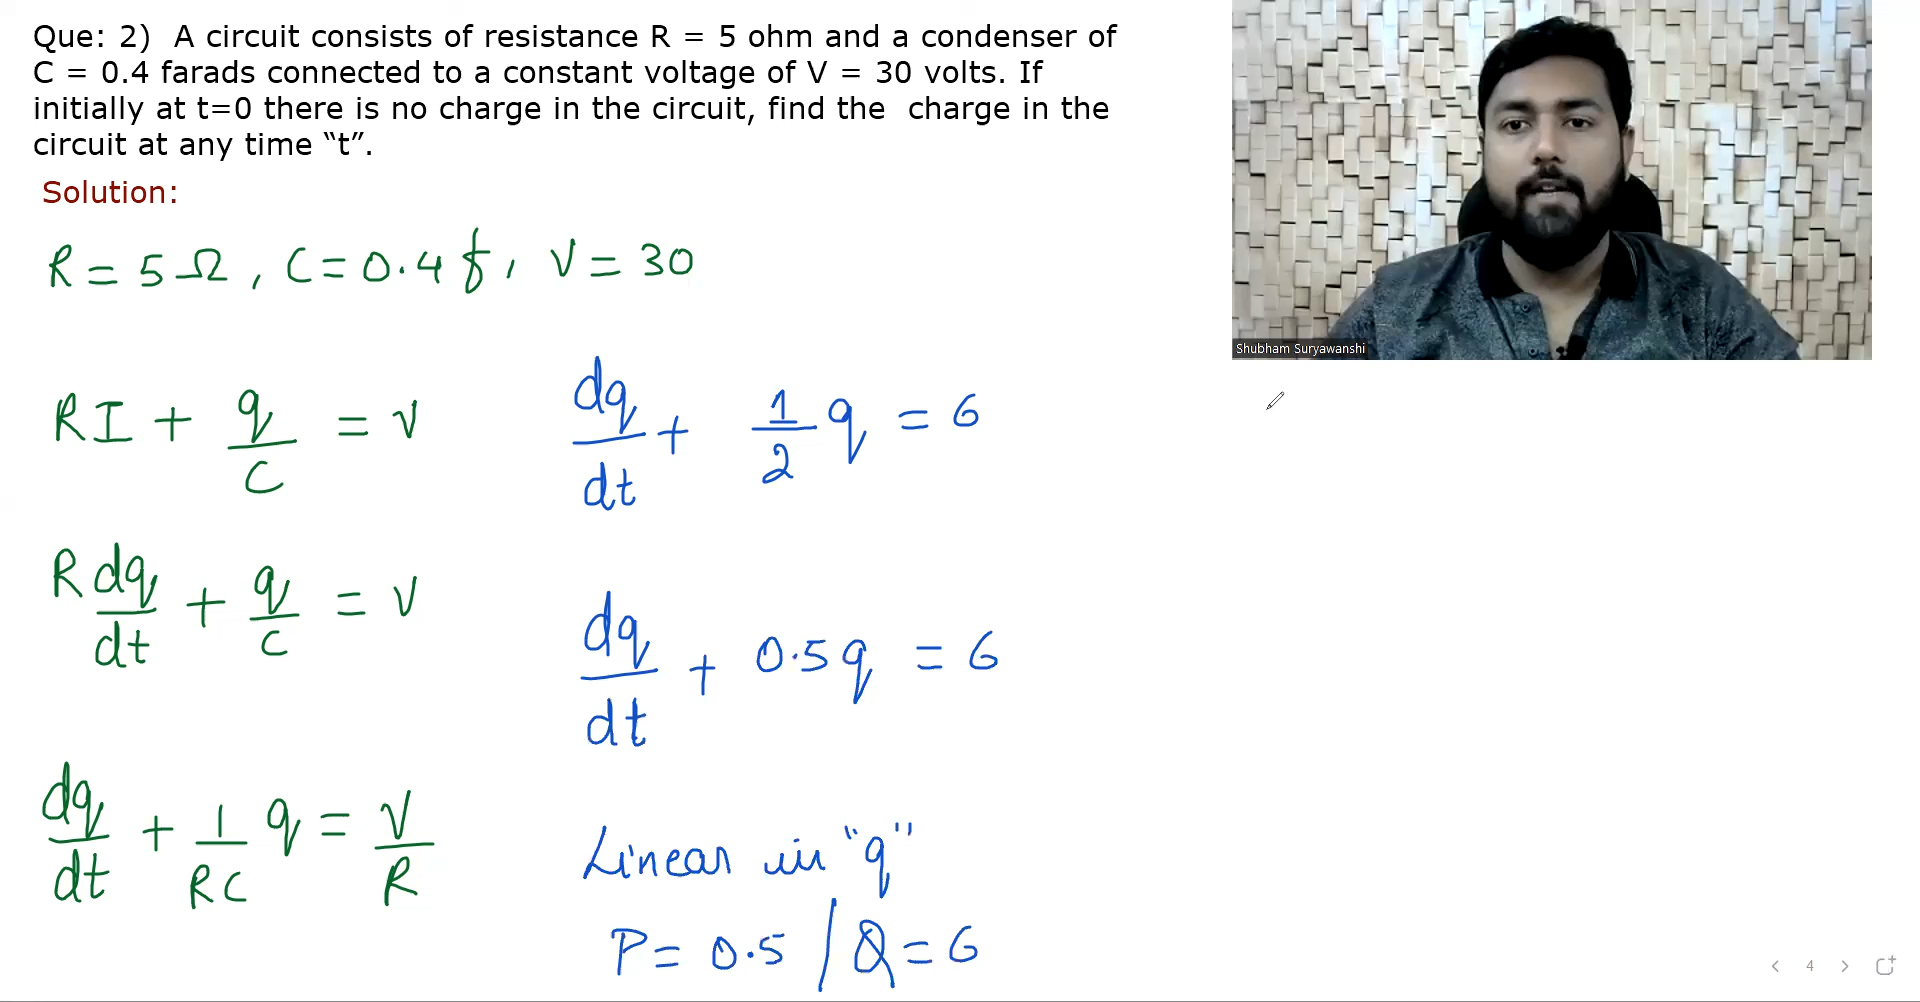 Que: 2)  A circuit consists of resistance R = 5 ohm and a condenser of
C = 0.4 farads connected to a constant voltage of V = 30 volts. If
initially at t=0 there is no charge in the circuit, find the  charge in the
circuit at any time “t”.
Solution:
R = 5 Ω , C = 0.4 f, V = 30
RI + q/C = V
R dq/dt + q/C = V
dq/dt + 1/RC q = V/R
dq/dt + 1/2 q = 6
dq/dt + 0.5 q = 6
Linear in "q"
P = 0.5 / Q = 6
Shubham Suryawanshi
4